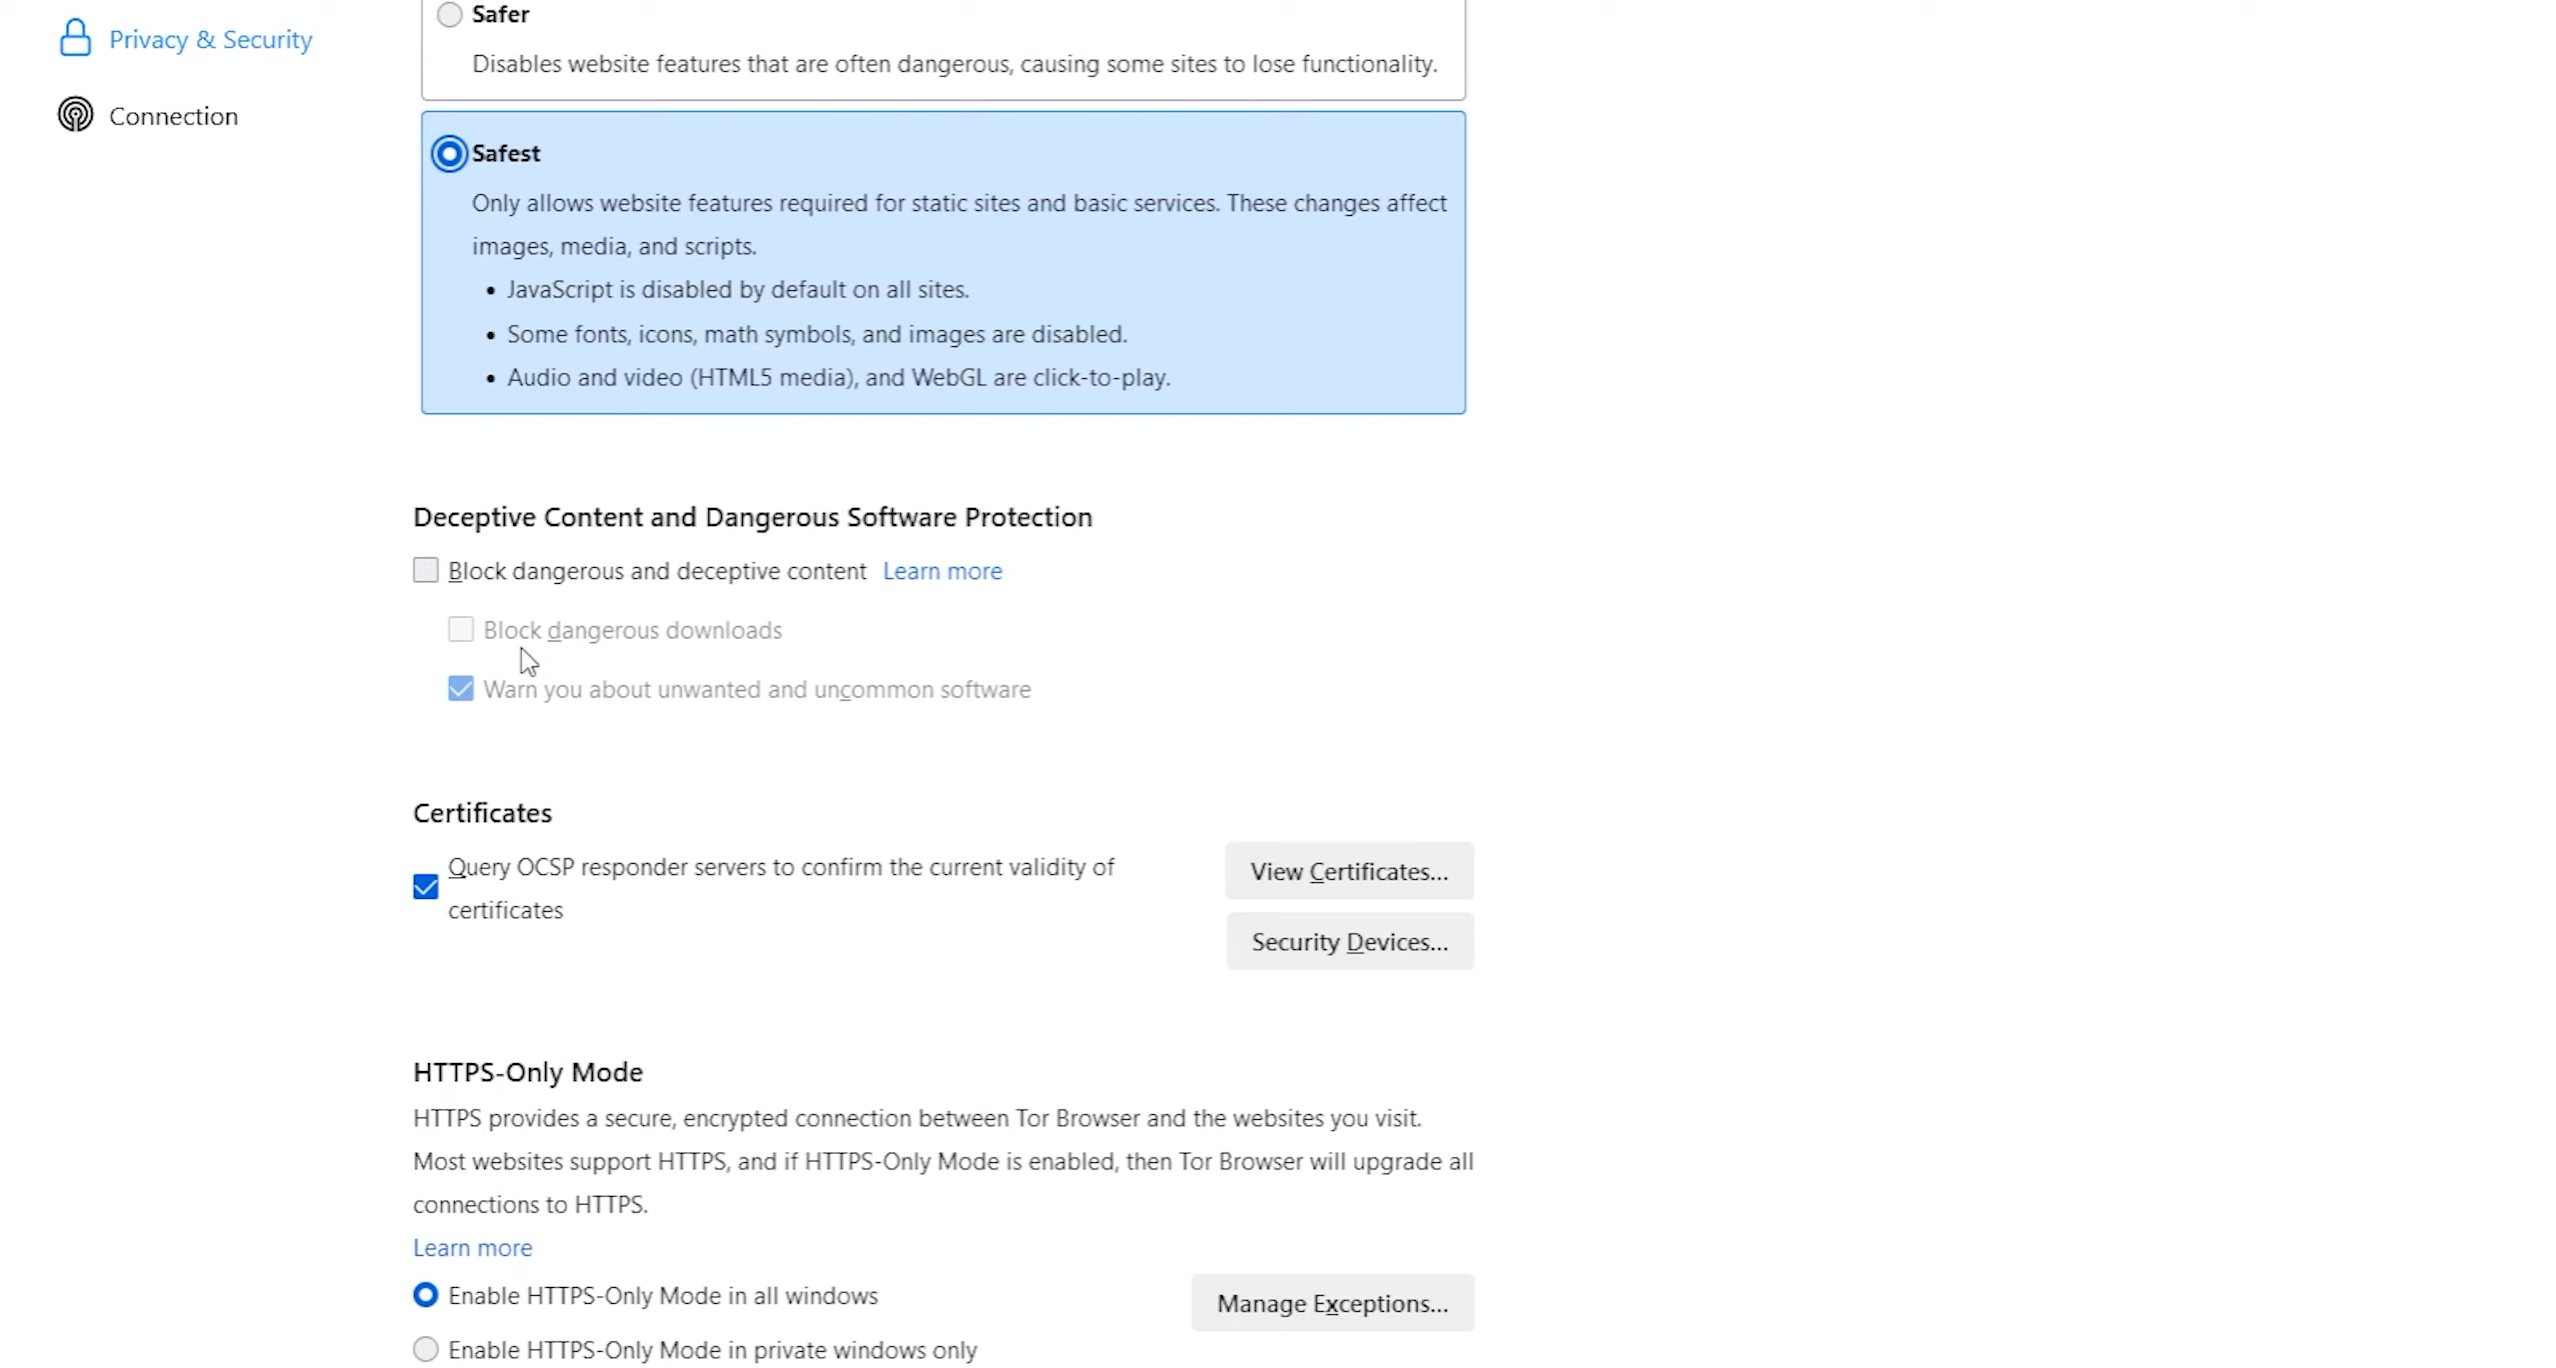 Privacy & Security
Connection
Safer
Disables website features that are often dangerous, causing some sites to lose functionality.
Safest
Only allows website features required for static sites and basic services. These changes affect
images, media, and scripts.
• JavaScript is disabled by default on all sites.
• Some fonts, icons, math symbols, and images are disabled.
• Audio and video (HTML5 media), and WebGL are click-to-play.
Deceptive Content and Dangerous Software Protection
Block dangerous and deceptive content Learn more
Block dangerous downloads
Warn you about unwanted and uncommon software
Certificates
Query OCSP responder servers to confirm the current validity of
certificates
View Certificates...
Security Devices...
HTTPS-Only Mode
HTTPS provides a secure, encrypted connection between Tor Browser and the websites you visit.
Most websites support HTTPS, and if HTTPS-Only Mode is enabled, then Tor Browser will upgrade all
connections to HTTPS.
Learn more
Enable HTTPS-Only Mode in all windows
Manage Exceptions...
Enable HTTPS-Only Mode in private windows only